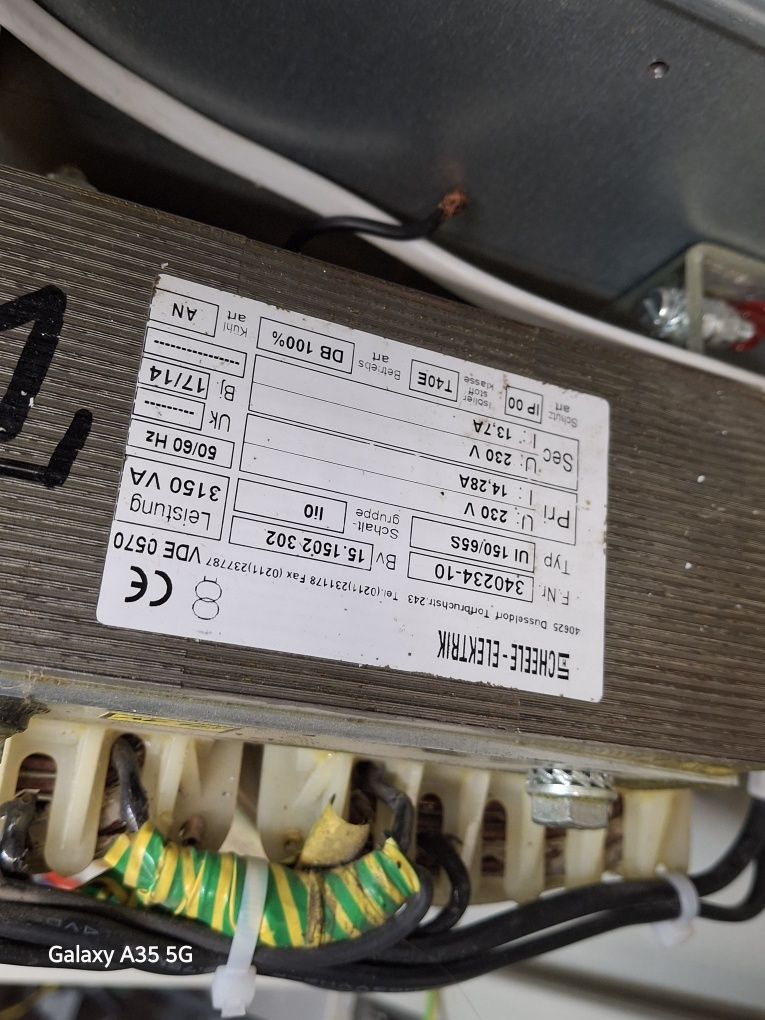 SCHEELE-ELEKTRIK
40625 Dusseldorf Torfbruchstr.243 Tel.(0211)231178 Fax (0211)237787
CE
F.Nr. 340234-10 Bv 15.1502.302 VDE 0570
Typ UI 150/65S Schalt-gruppe Ii0 Leistung 3150 VA
Pri U: 230 V
I : 14,28A
50/60 Hz
Sec U: 230 V
I : 13,7A
Uk ---------
Bj. 17/14
--------------
Schutz art IP 00 Isolier stoff klasse T40E Betriebs art DB 100% Kühl art AN
Galaxy A35 5G